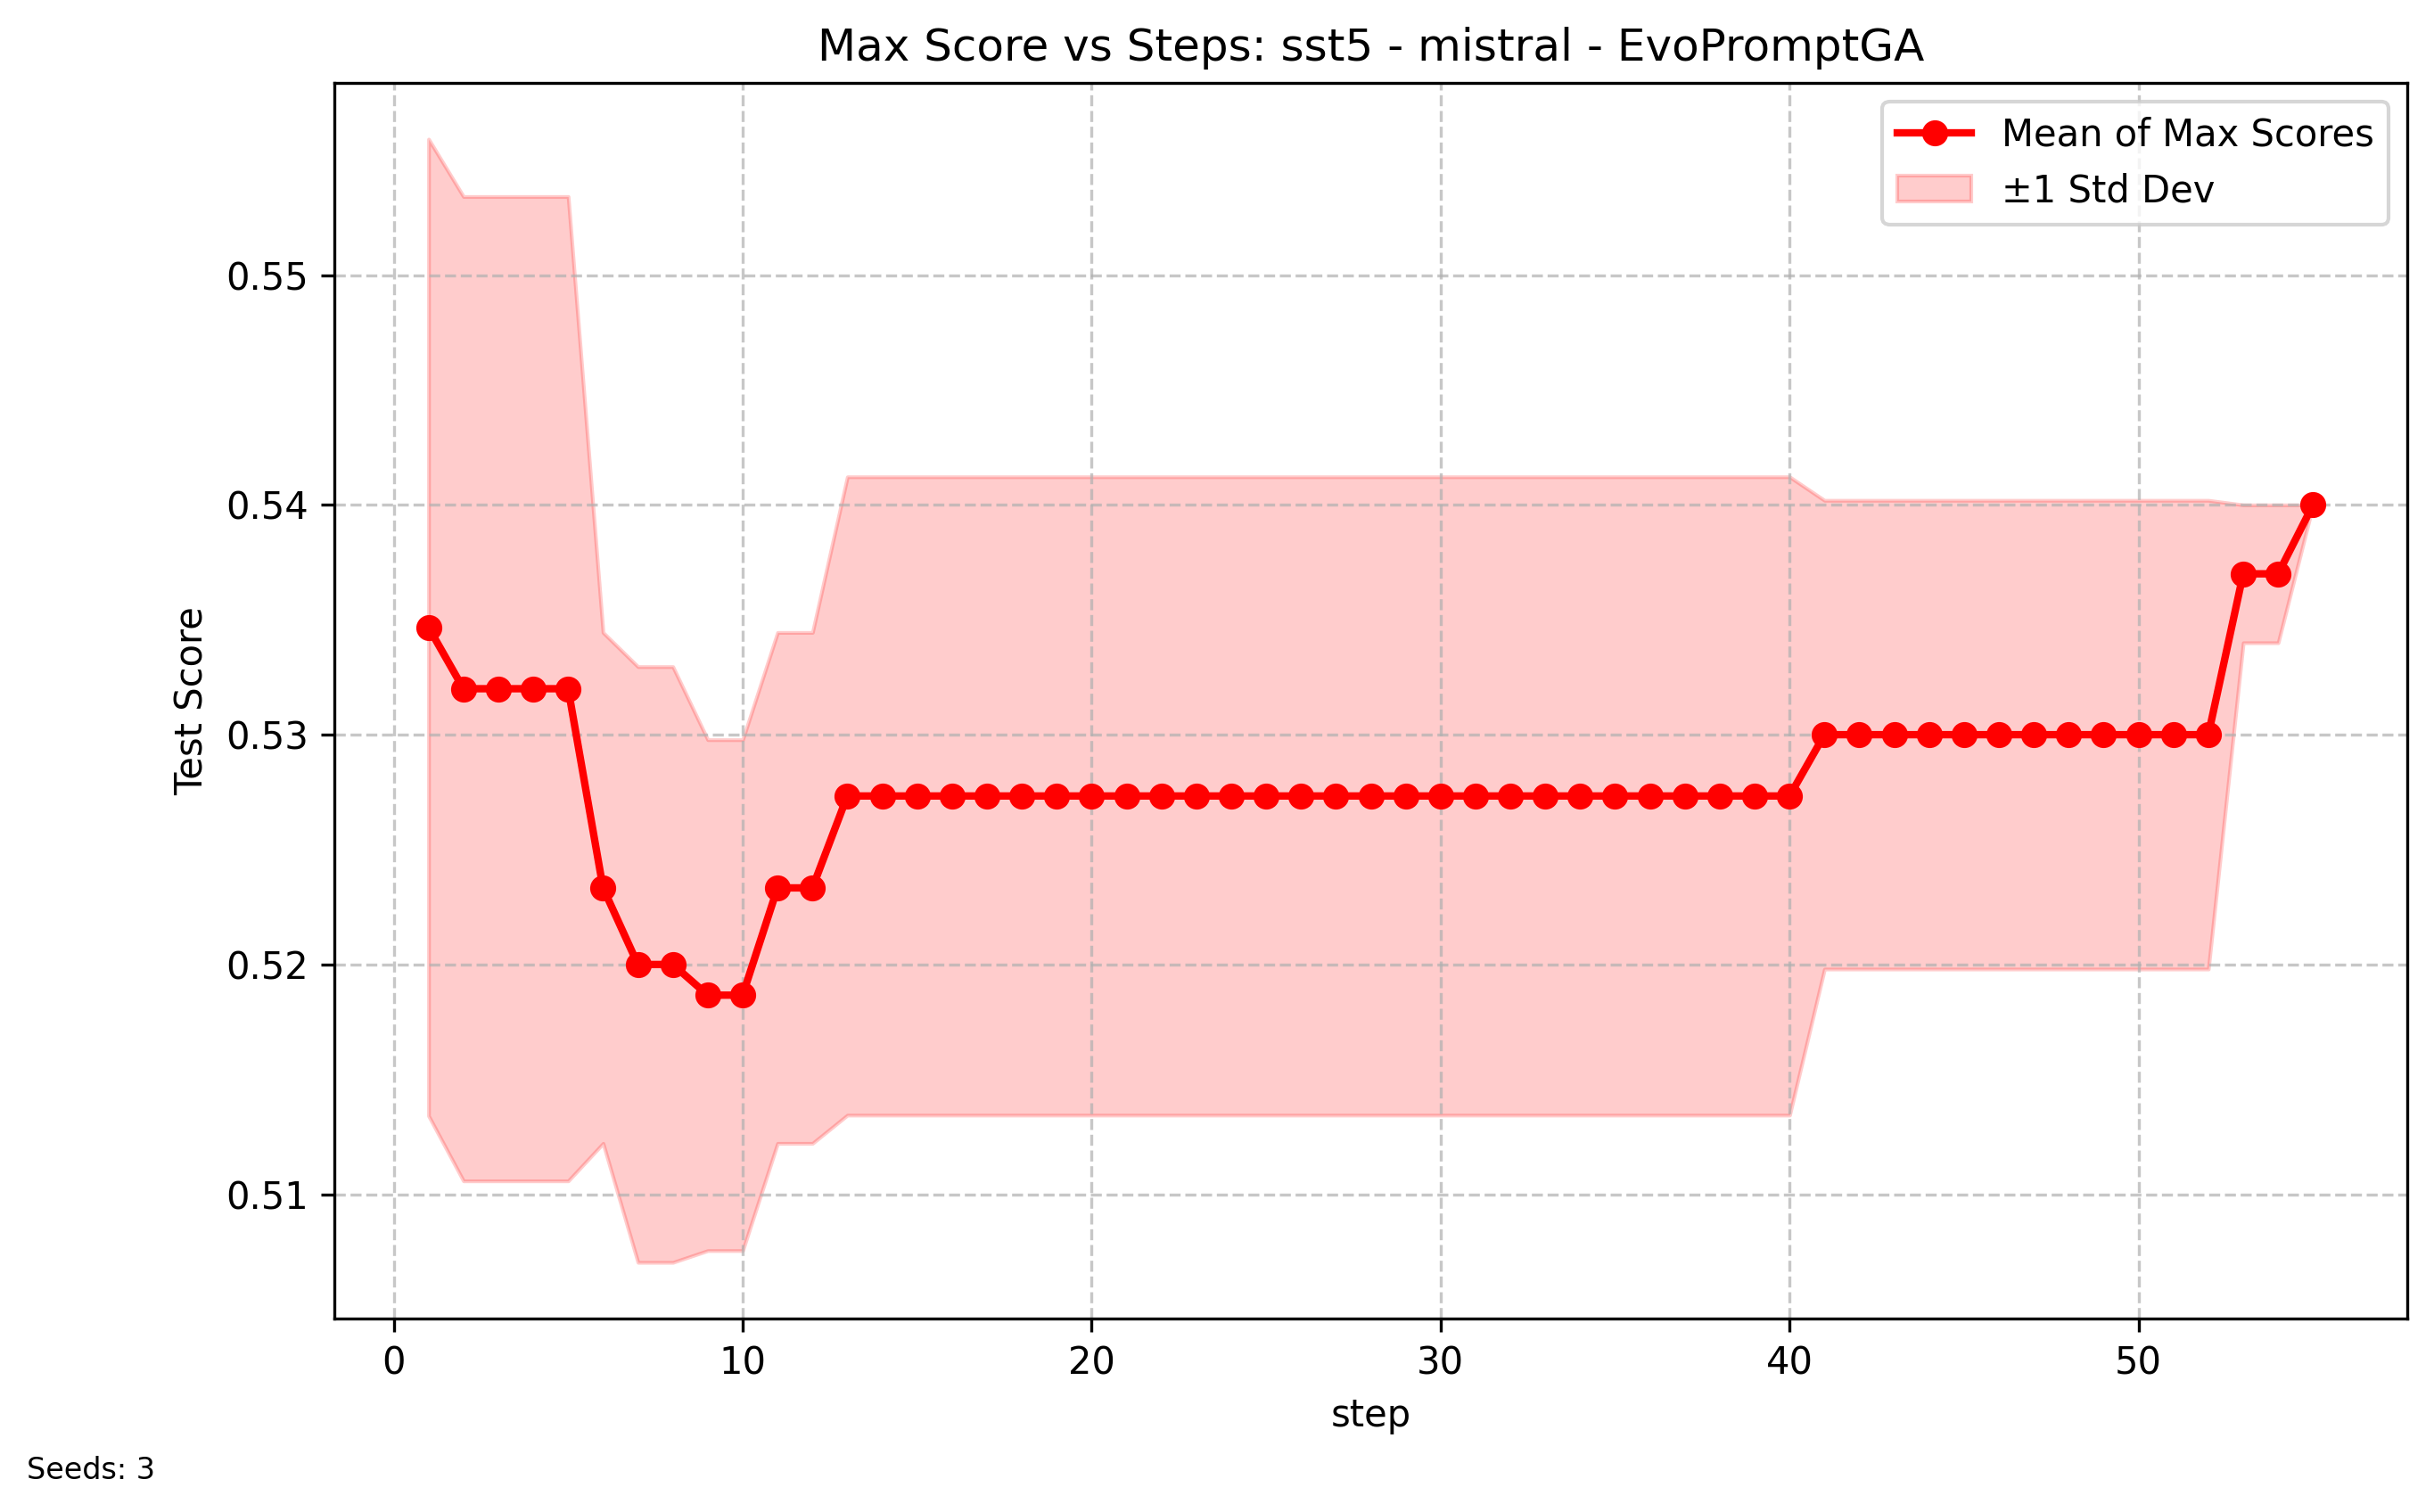 Max Score vs Steps: sst5 - mistral - EvoPromptGA
Mean of Max Scores
±1 Std Dev
0.55
0.54
0.53
0.52
0.51
Test Score
0 10 20 30 40 50
step
Seeds: 3